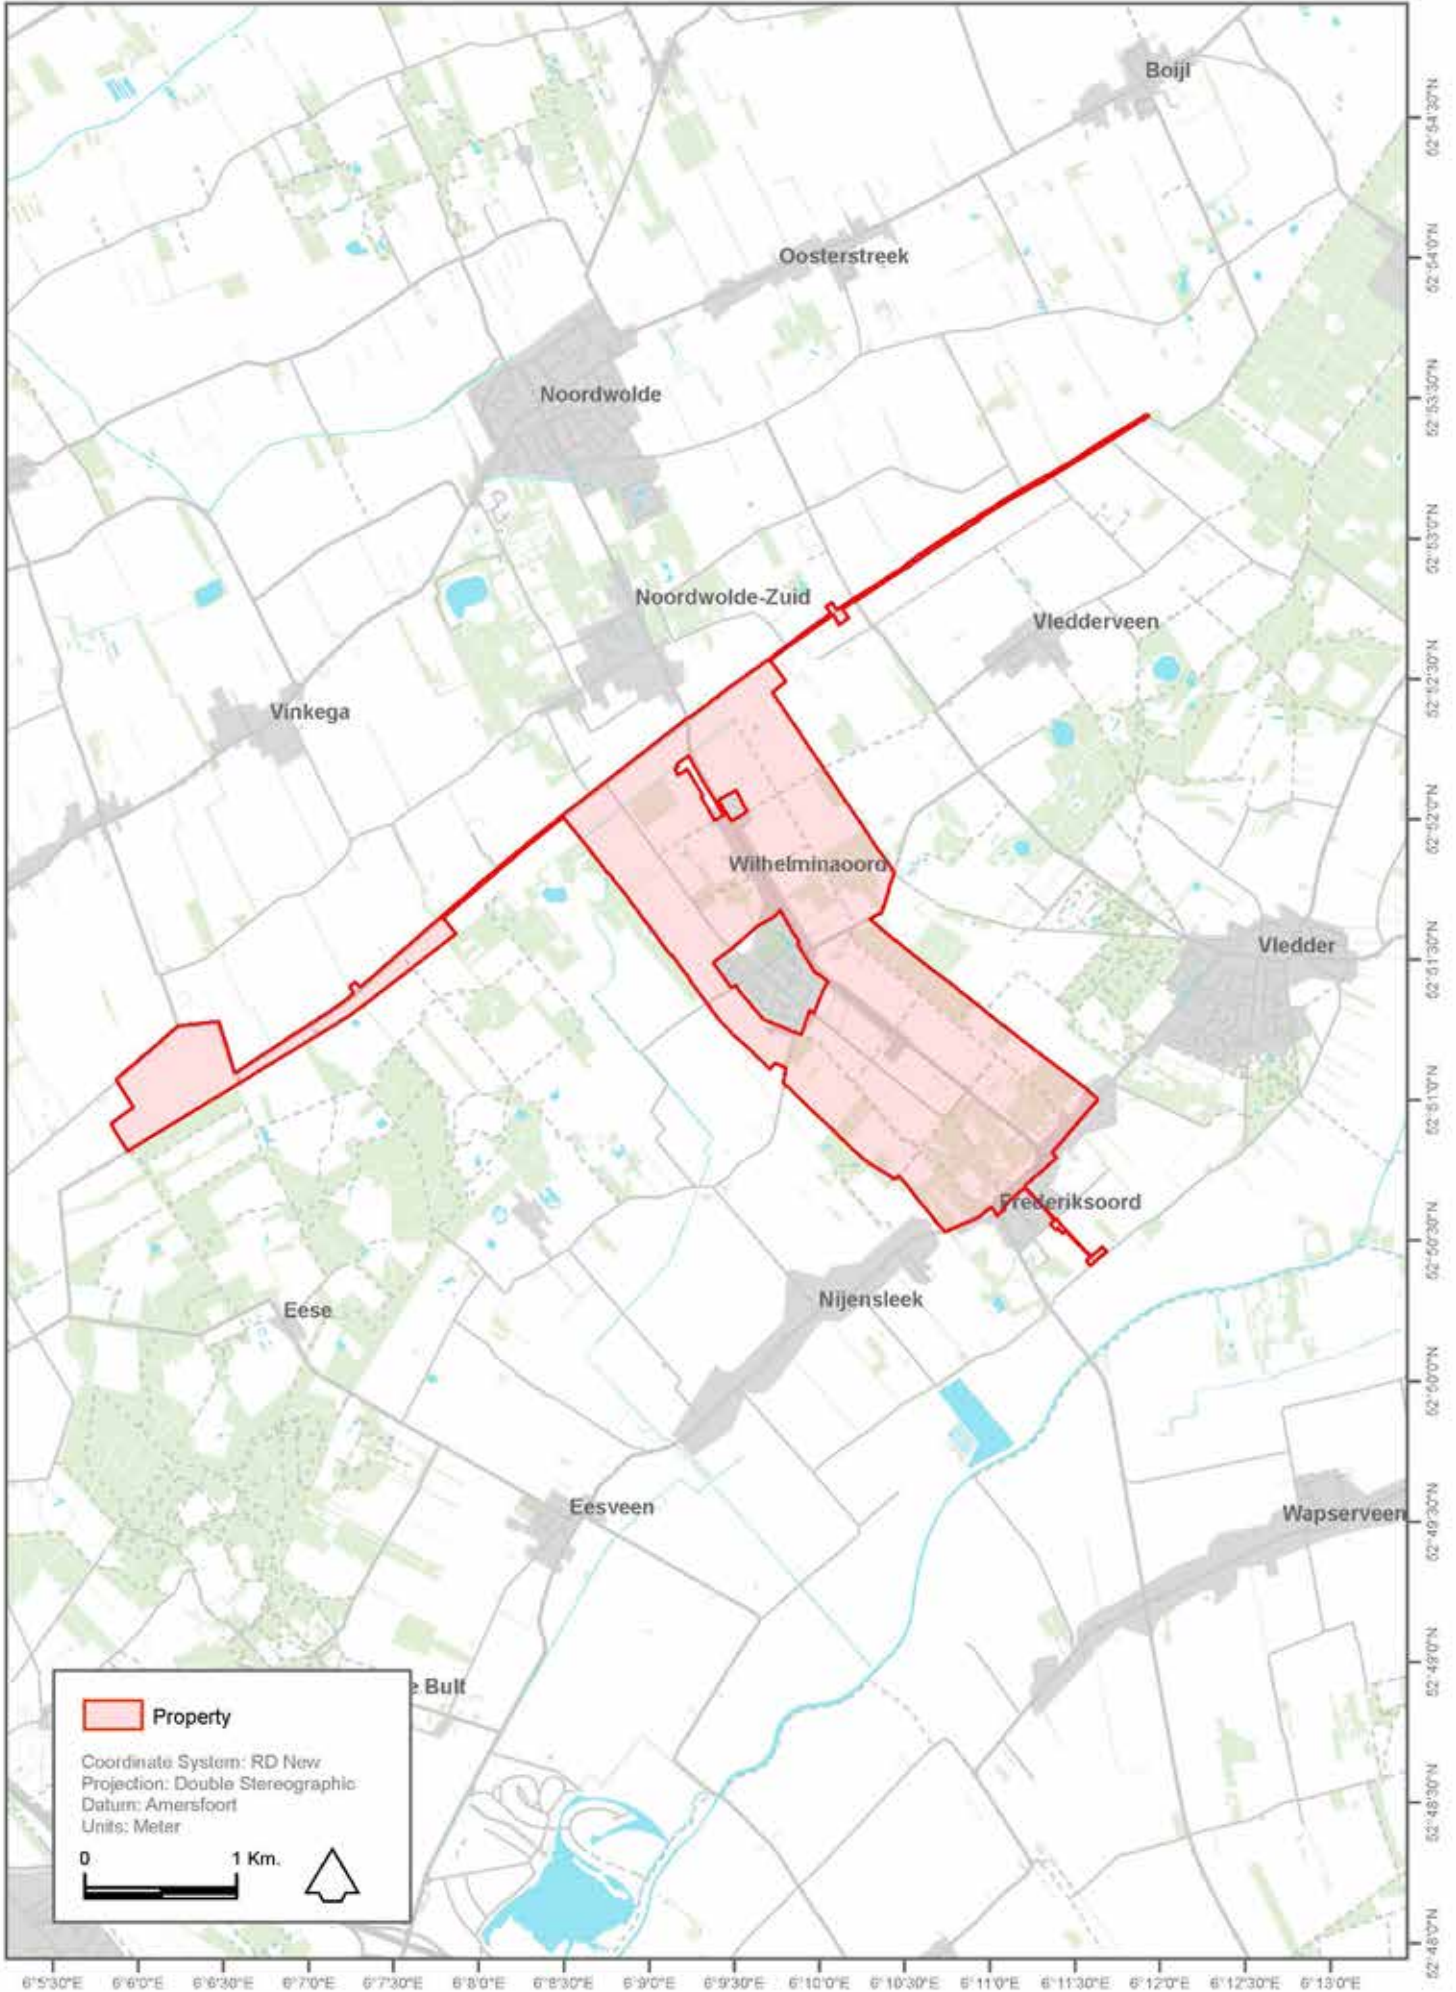 Boijl
Oosterstreek
Noordwolde
Noordwolde-Zuid
Vledderveen
Vinkega
Wilhelminaoord
Vledder
Frederiksoord
Nijensleek
Eese
Eesveen
Wapserveen
e Bult
Property
Coordinate System: RD New
Projection: Double Stereographic
Datum: Amersfoort
Units: Meter
0 1 Km.
52°54'30"N
52°54'0"N
52°53'30"N
52°53'0"N
52°52'30"N
52°52'0"N
52°51'30"N
52°51'0"N
52°50'30"N
52°50'0"N
52°49'30"N
52°49'0"N
52°48'30"N
52°48'0"N
6°5'30"E 6°6'0"E 6°6'30"E 6°7'0"E 6°7'30"E 6°8'0"E 6°8'30"E 6°9'0"E 6°9'30"E 6°10'0"E 6°10'30"E 6°11'0"E 6°11'30"E 6°12'0"E 6°12'30"E 6°13'0"E